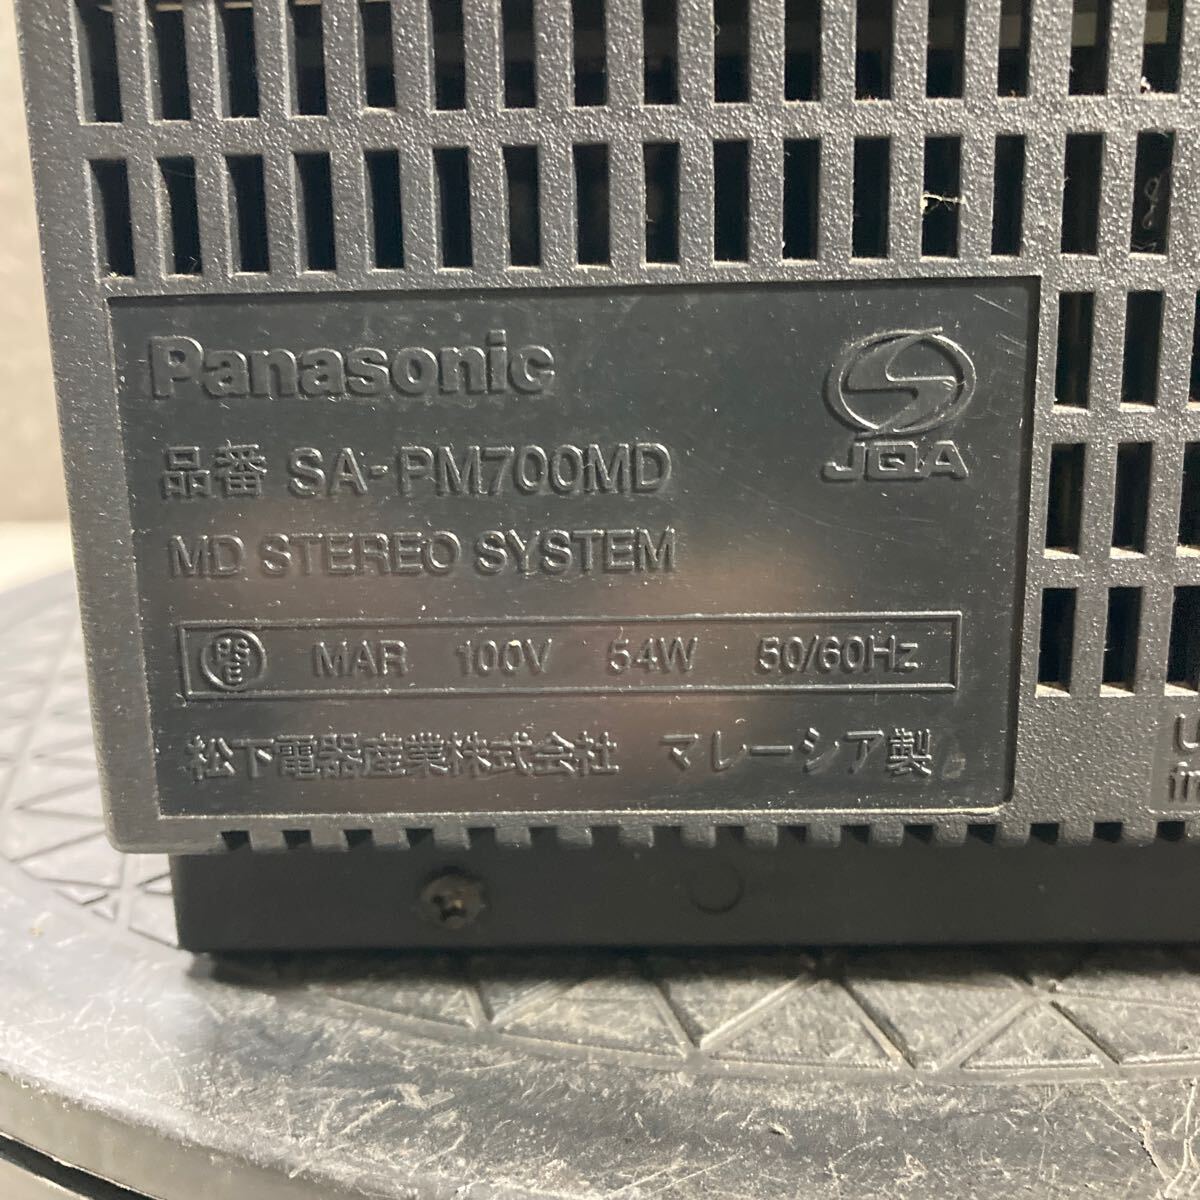 Panasonic
JQA
品番 SA-PM700MD
MD STEREO SYSTEM
PS E MAR 100V 54W 50/60Hz
松下電器産業株式会社 マレーシア製